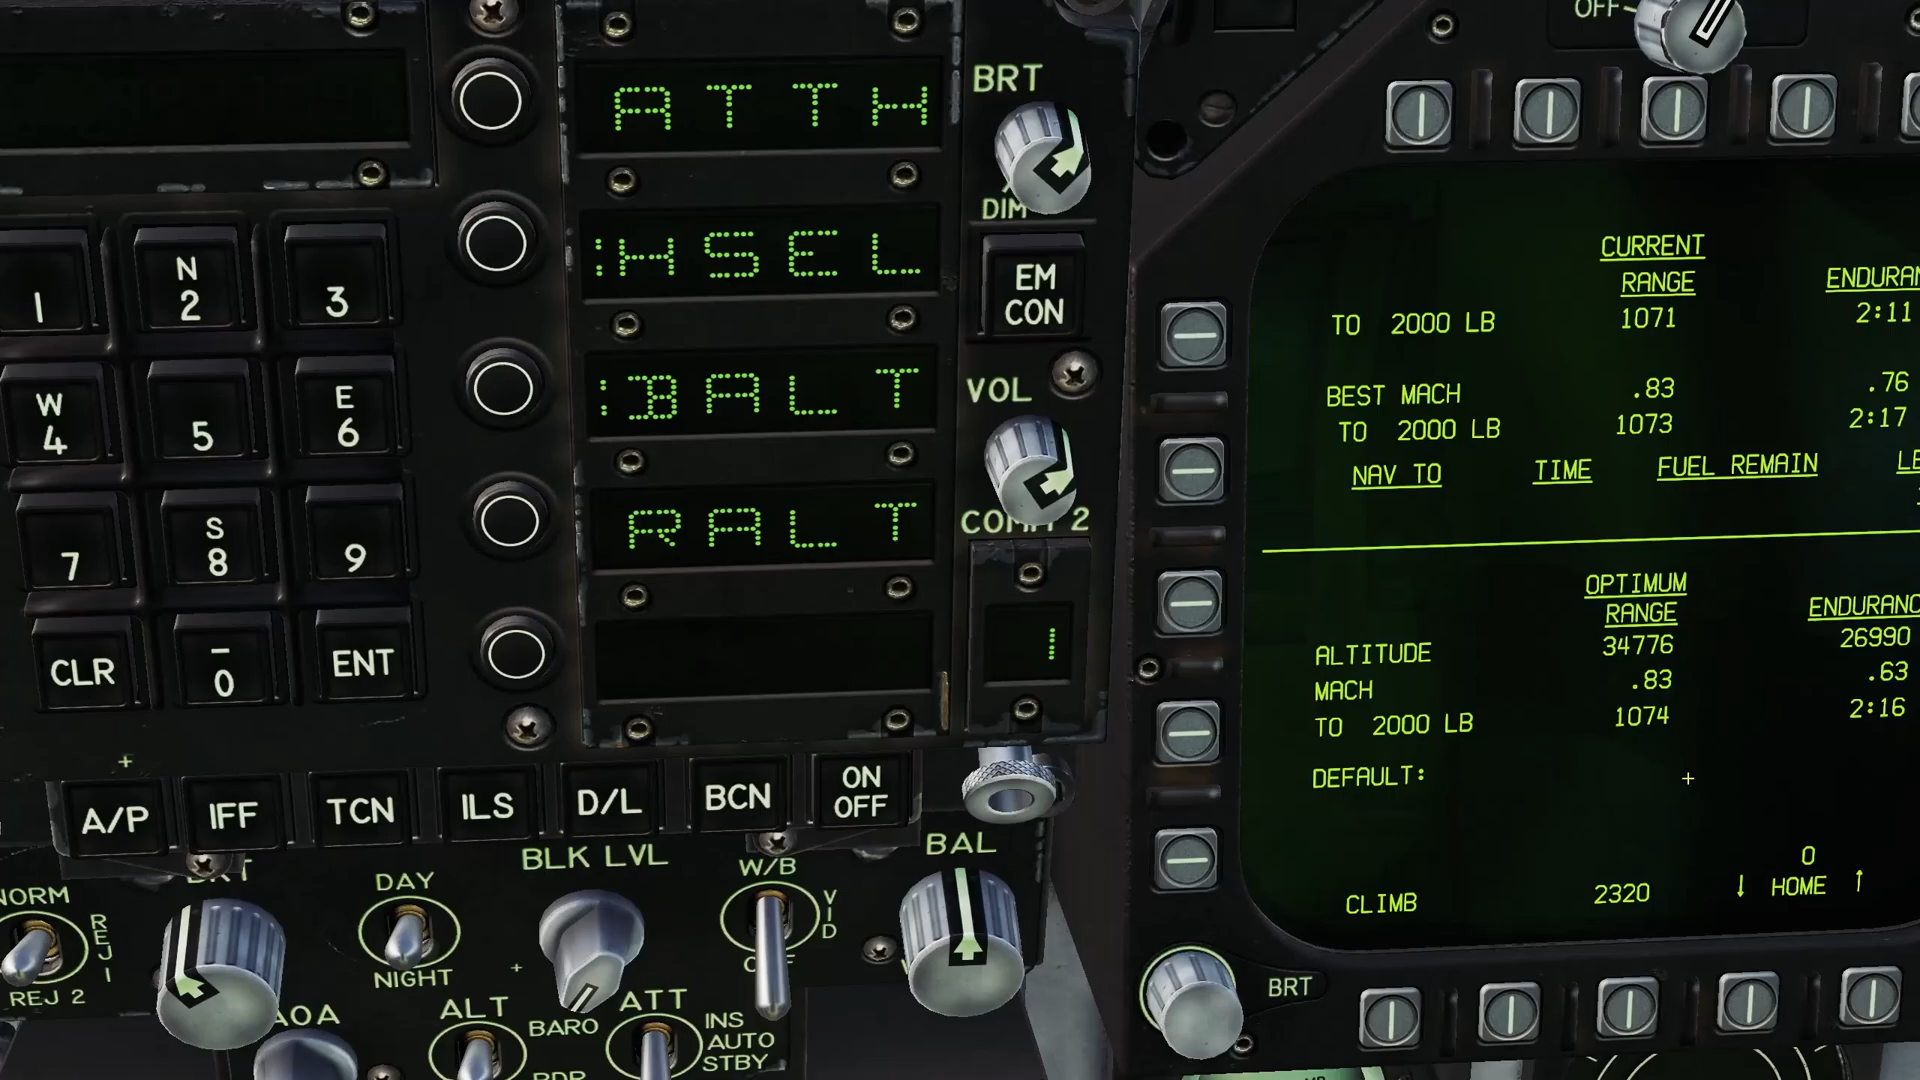 ATTH
:HSEL
:BALT
RALT
BRT
DIM
EM
CON
VOL
COMM 2
1
1
N
2
3
W
4
5
E
6
7
S
8
9
CLR
–
0
ENT
A/P
IFF
TCN
ILS
D/L
BCN
ON
OFF
NORM
REJ 1
REJ 2
BRT
DAY
NIGHT
BLK LVL
W/B
VID
OFF
BAL
AOA
ALT
BARO
RDR
ATT
INS
AUTO
STBY
OFF
CURRENT
RANGE
TO 2000 LB 1071 2:11
BEST MACH .83 .76
TO 2000 LB 1073 2:17
NAV TO TIME FUEL REMAIN
OPTIMUM
RANGE
ALTITUDE 34776 26990
MACH .83 .63
TO 2000 LB 1074 2:16
DEFAULT:
CLIMB 2320
0
↓ HOME ↑
BRT